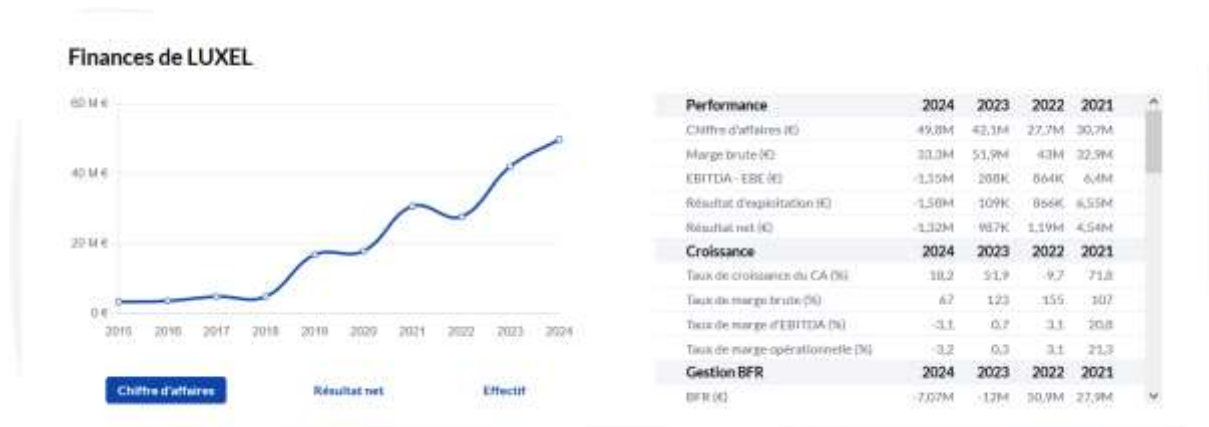 Finances de LUXEL
60 M €
40 M €
20 M €
0 €
2015 2016 2017 2018 2019 2020 2021 2022 2023 2024
Chiffre d'affaires Résultat net Effectif
Performance 2024 2023 2022 2021
Chiffre d'affaires (€) 49,8M 42,1M 27,7M 30,7M
Marge brute (€) 33,3M 51,9M 43M 32,9M
EBITDA - EBE (€) -1,55M 288K 864K 6,4M
Résultat d'exploitation (€) -1,58M 109K 866K 6,55M
Résultat net (€) -1,32M 987K 1,19M 4,54M
Croissance 2024 2023 2022 2021
Taux de croissance du CA (%) 18,2 51,9 -9,7 71,8
Taux de marge brute (%) 67 123 155 107
Taux de marge d'EBITDA (%) -3,1 0,7 3,1 20,8
Taux de marge opérationnelle (%) -3,2 0,3 3,1 21,3
Gestion BFR 2024 2023 2022 2021
BFR (€) -7,07M -12M 30,9M 27,9M